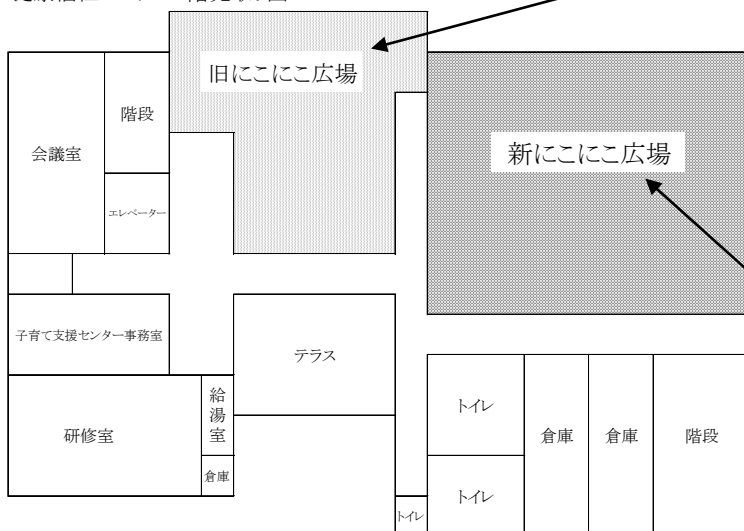 旧にこにこ広場
階段
会議室
新にこにこ広場
エレベーター
子育て支援センター事務室
テラス
給湯室
研修室
倉庫
トイレ
倉庫
倉庫
階段
トイレ
トイレ